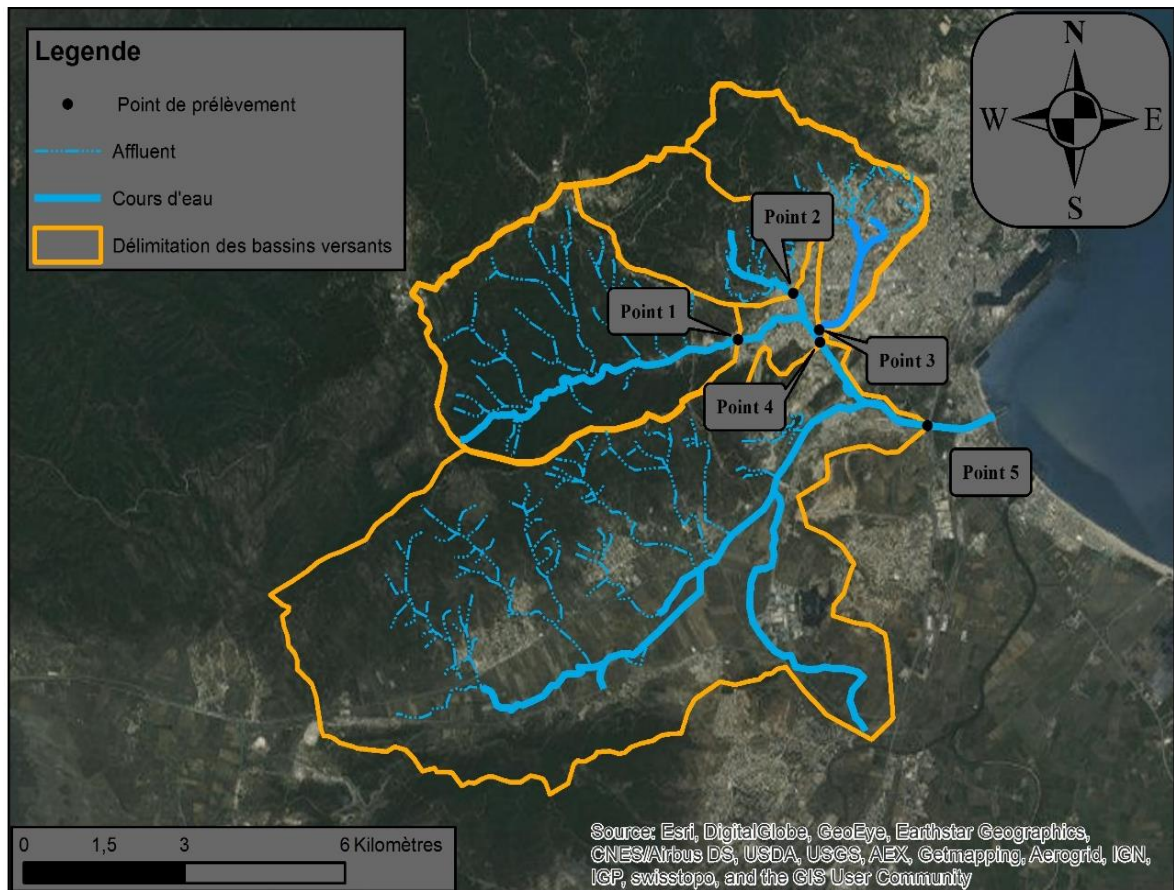 Legende
Point de prélèvement
Affluent
Cours d'eau
Délimitation des bassins versants
N
W E
S
Point 2
Point 1
Point 3
Point 4
Point 5
0 1,5 3 6 Kilomètres
Source: Esri, DigitalGlobe, GeoEye, Earthstar Geographics,
CNES/Airbus DS, USDA, USGS, AEX, Getmapping, Aerogrid, IGN,
IGP, swisstopo, and the GIS User Community